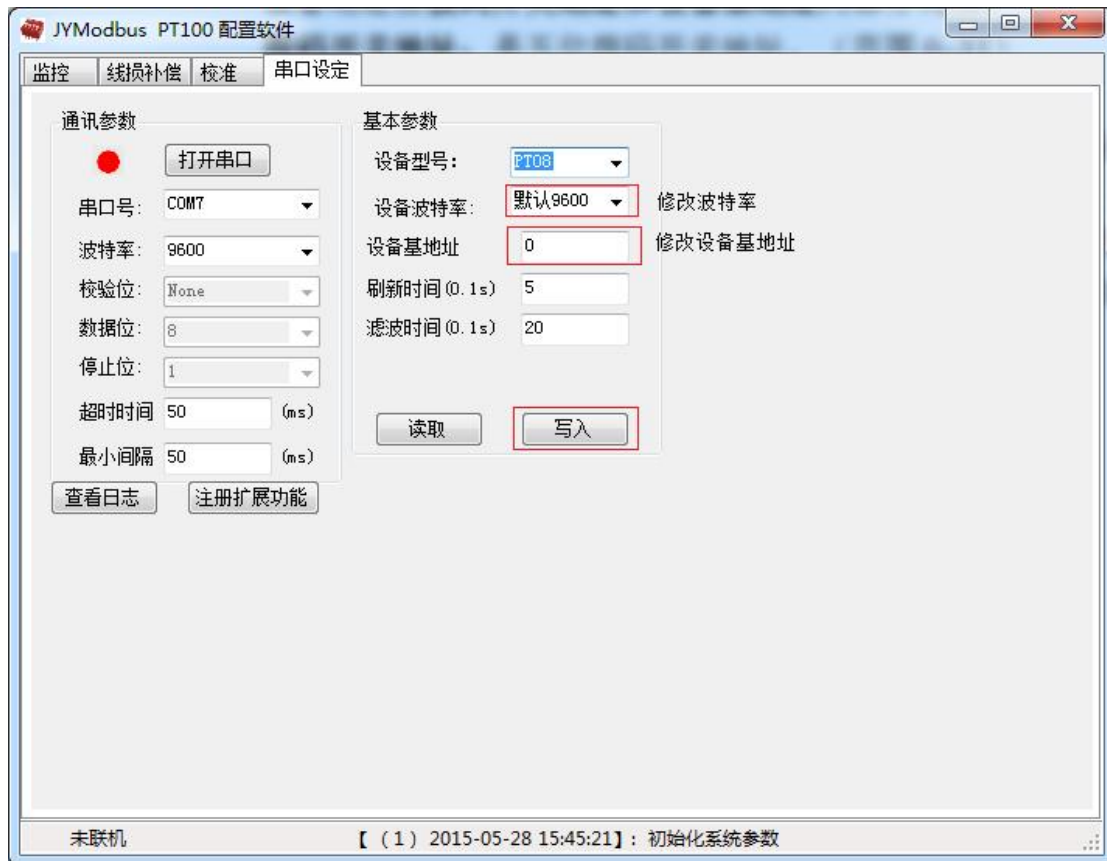 JYModbus PT100 配置软件
监控 线损补偿 校准 串口设定
通讯参数
打开串口
串口号: COM7
波特率: 9600
校验位: None
数据位: 8
停止位: 1
超时时间 50 (ms)
最小间隔 50 (ms)
查看日志 注册扩展功能
基本参数
设备型号: PT08
设备波特率: 默认9600 修改波特率
设备基地址 0 修改设备基地址
刷新时间(0.1s) 5
滤波时间(0.1s) 20
读取 写入
未联机 【 (1) 2015-05-28 15:45:21】: 初始化系统参数